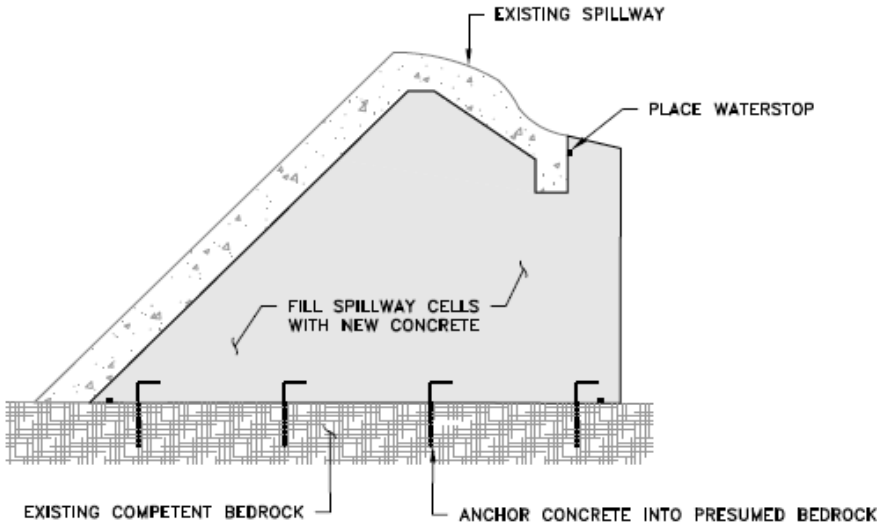 EXISTING SPILLWAY
PLACE WATERSTOP
FILL SPILLWAY CELLS
WITH NEW CONCRETE
EXISTING COMPETENT BEDROCK
ANCHOR CONCRETE INTO PRESUMED BEDROCK